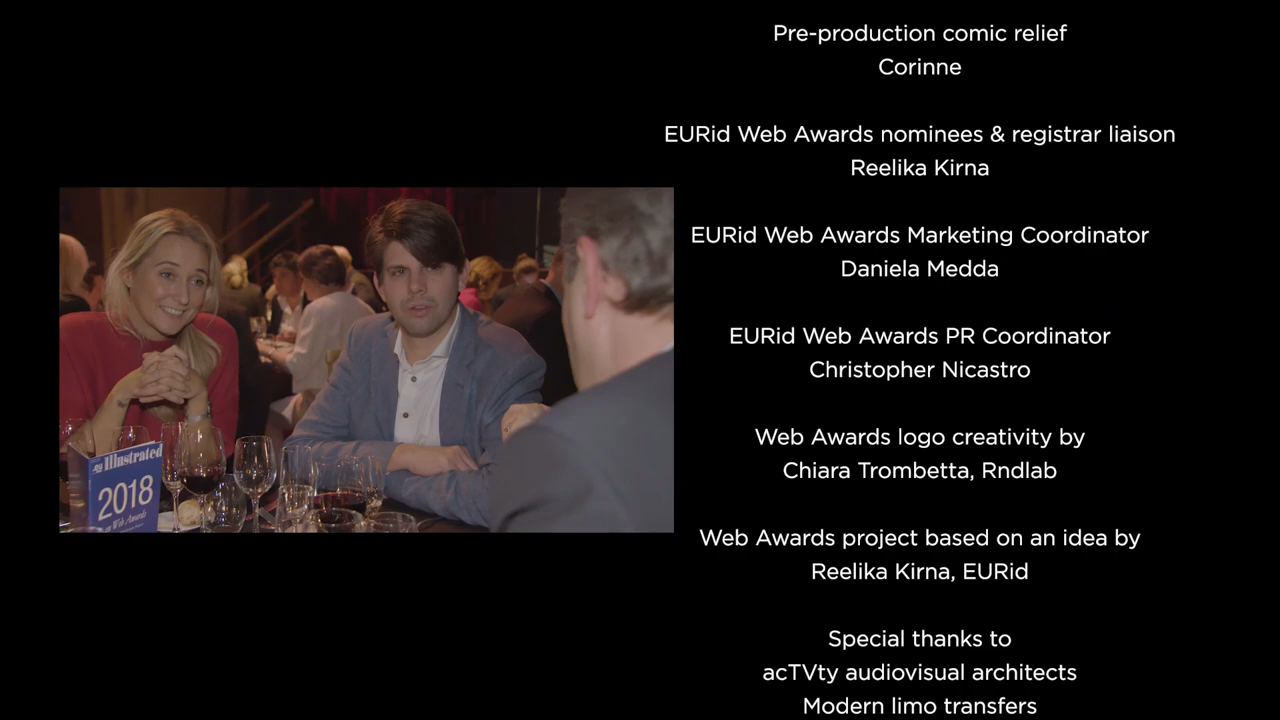 Pre-production comic relief
Corinne
EURid Web Awards nominees & registrar liaison
Reelika Kirna
EURid Web Awards Marketing Coordinator
Daniela Medda
EURid Web Awards PR Coordinator
Christopher Nicastro
Web Awards logo creativity by
Chiara Trombetta, Rndlab
Web Awards project based on an idea by
Reelika Kirna, EURid
Special thanks to
acTVty audiovisual architects
Modern limo transfers
Illustrated
2018
Web Awards